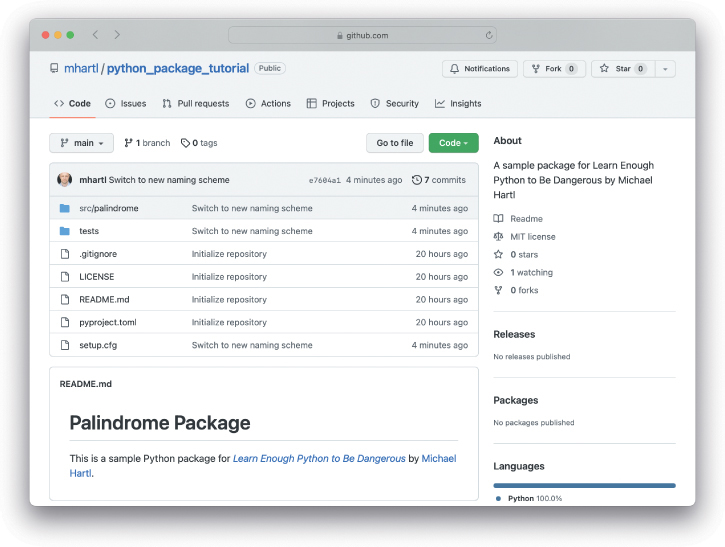 github.com
mhartl / python_package_tutorial Public
Notifications Fork 0 Star 0
Code Issues Pull requests Actions Projects Security Insights
main 1 branch 0 tags Go to file Code
mhartl Switch to new naming scheme e7604a1 4 minutes ago 7 commits
src/palindrome Switch to new naming scheme 4 minutes ago
tests Switch to new naming scheme 4 minutes ago
.gitignore Initialize repository 20 hours ago
LICENSE Initialize repository 20 hours ago
README.md Initialize repository 20 hours ago
pyproject.toml Initialize repository 20 hours ago
setup.cfg Switch to new naming scheme 4 minutes ago
README.md
Palindrome Package
This is a sample Python package for Learn Enough Python to Be Dangerous by Michael
Hartl.
About
A sample package for Learn Enough
Python to Be Dangerous by Michael
Hartl
Readme
MIT license
0 stars
1 watching
0 forks
Releases
No releases published
Packages
No packages published
Languages
Python 100.0%